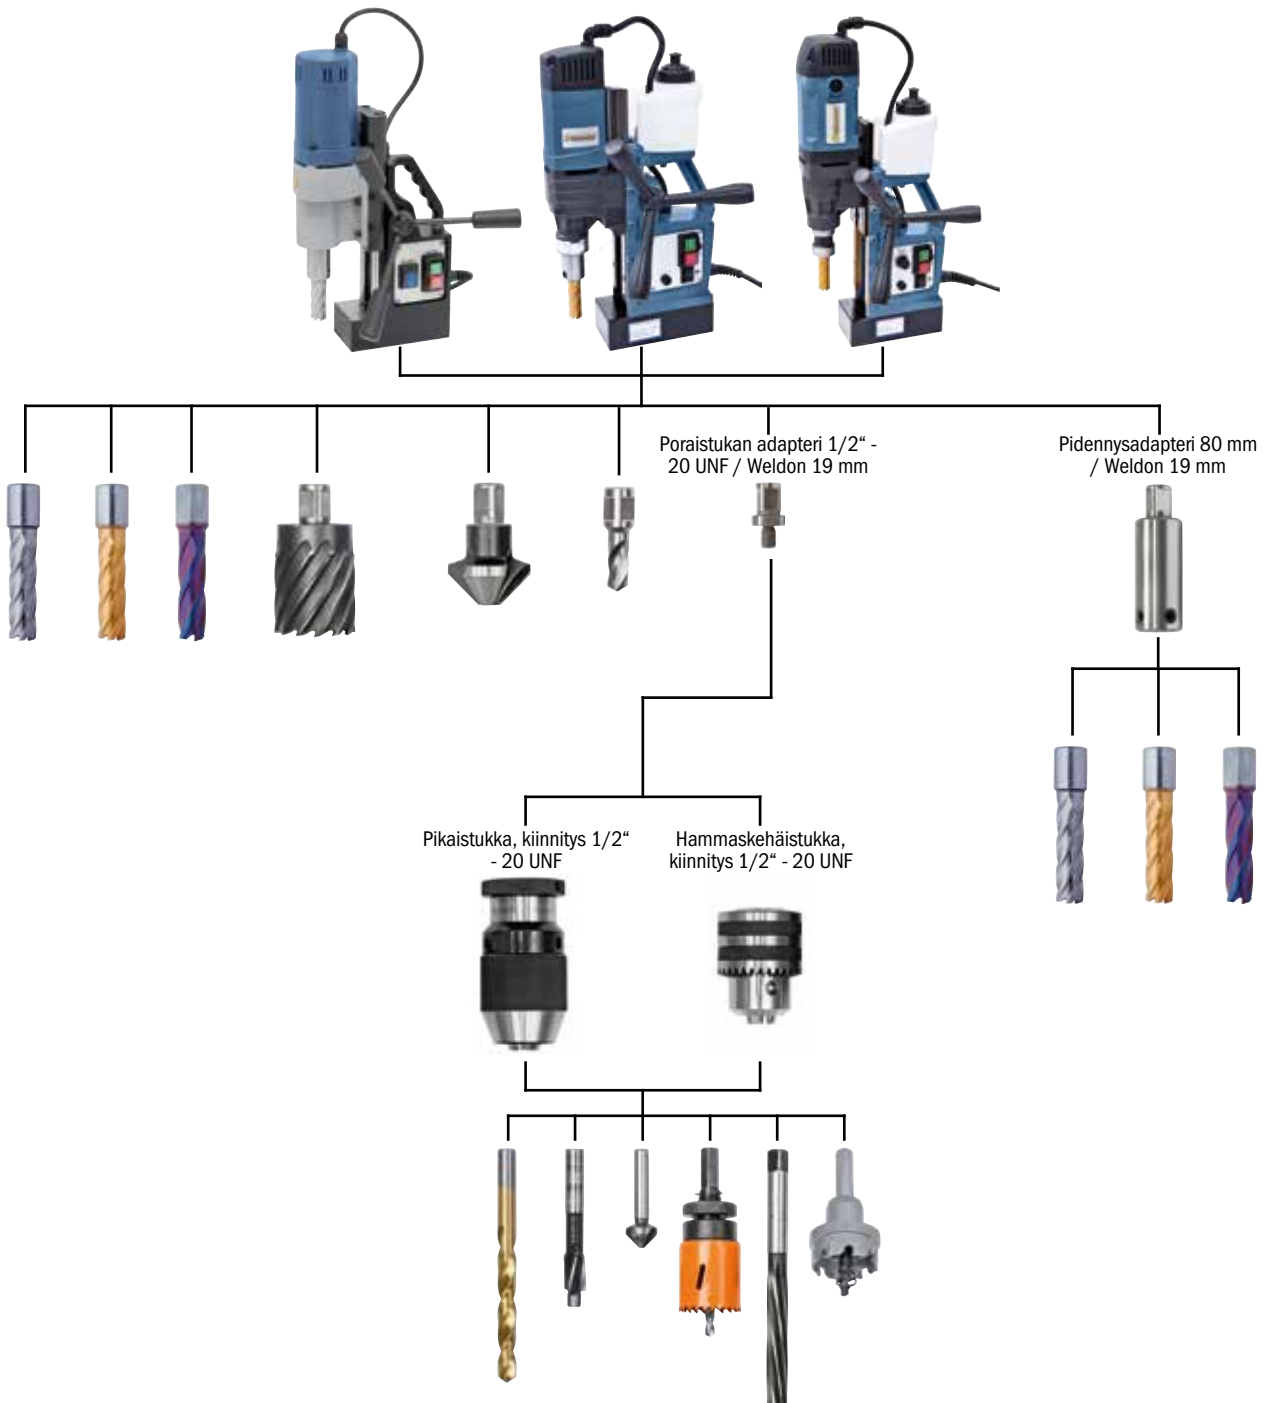 Poraistukan adapteri 1/2“ -
20 UNF / Weldon 19 mm
Pidennysadapteri 80 mm
/ Weldon 19 mm
Pikaistukka, kiinnitys 1/2“
- 20 UNF
Hammaskehäistukka,
kiinnitys 1/2“ - 20 UNF